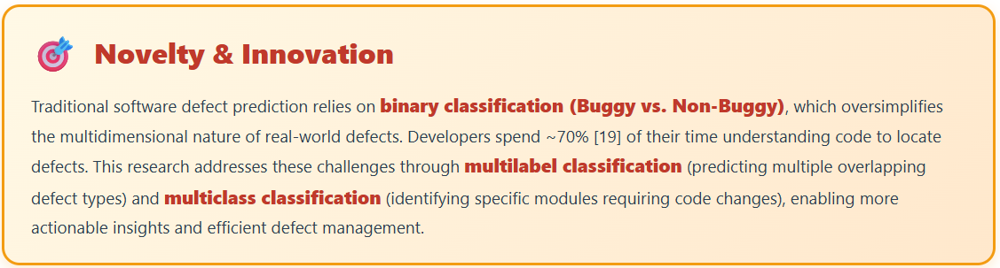 Novelty & Innovation
Traditional software defect prediction relies on binary classification (Buggy vs. Non-Buggy), which oversimplifies
the multidimensional nature of real-world defects. Developers spend ~70% [19] of their time understanding code to locate
defects. This research addresses these challenges through multilabel classification (predicting multiple overlapping
defect types) and multiclass classification (identifying specific modules requiring code changes), enabling more
actionable insights and efficient defect management.